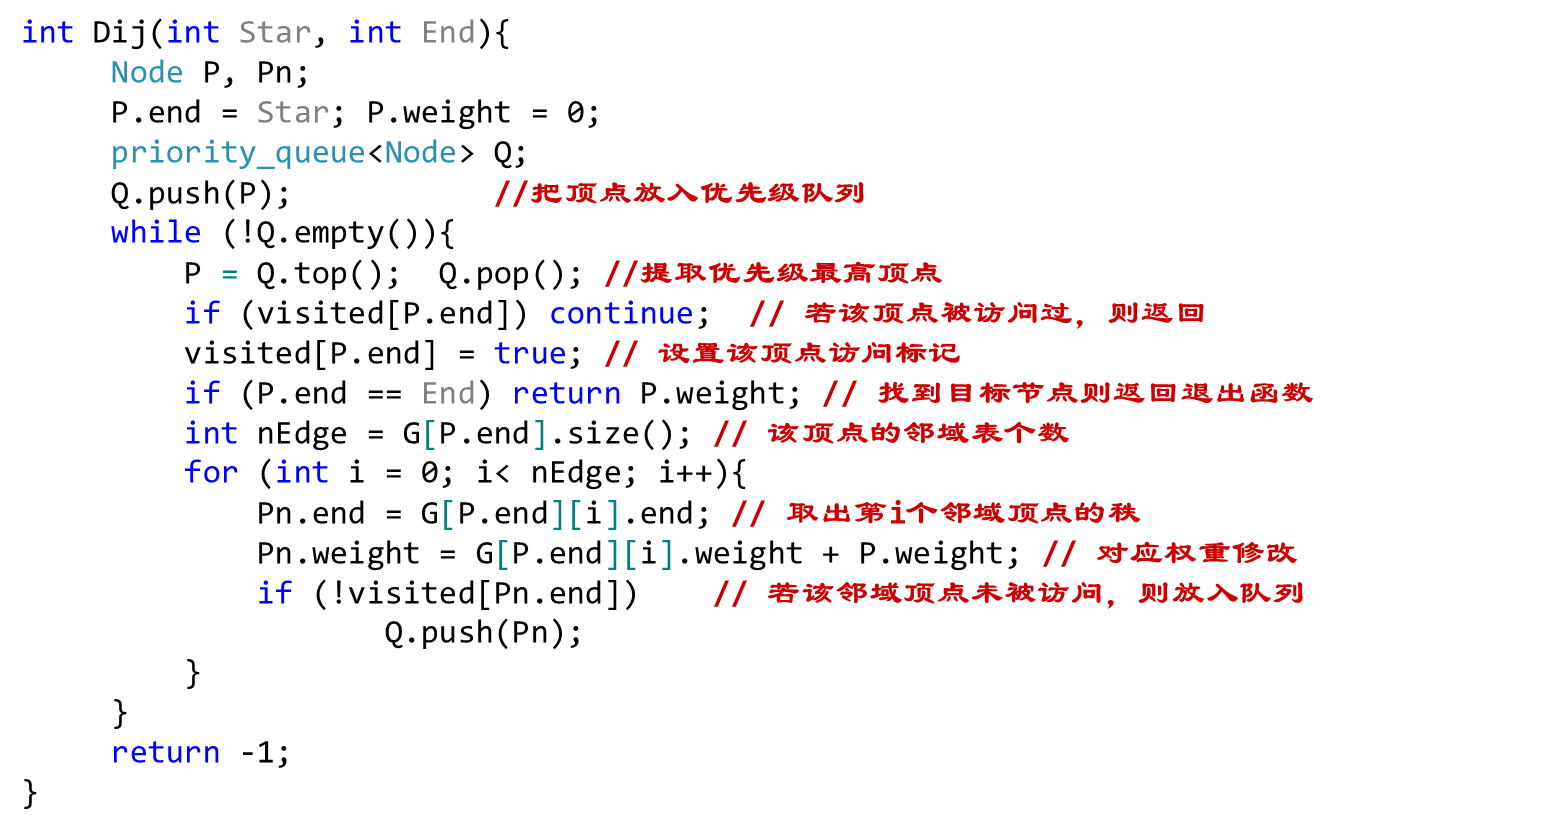 int Dij(int Star, int End){
Node P, Pn;
P.end = Star; P.weight = 0;
priority_queue<Node> Q;
Q.push(P); //把顶点放入优先级队列
while (!Q.empty()){
P = Q.top(); Q.pop(); //提取优先级最高顶点
if (visited[P.end]) continue; // 若该顶点被访问过，则返回
visited[P.end] = true; // 设置该顶点访问标记
if (P.end == End) return P.weight; // 找到目标节点则返回退出函数
int nEdge = G[P.end].size(); // 该顶点的邻域表个数
for (int i = 0; i< nEdge; i++){
Pn.end = G[P.end][i].end; // 取出第i个邻域顶点的秩
Pn.weight = G[P.end][i].weight + P.weight; // 对应权重修改
if (!visited[Pn.end]) // 若该邻域顶点未被访问，则放入队列
Q.push(Pn);
}
}
return -1;
}